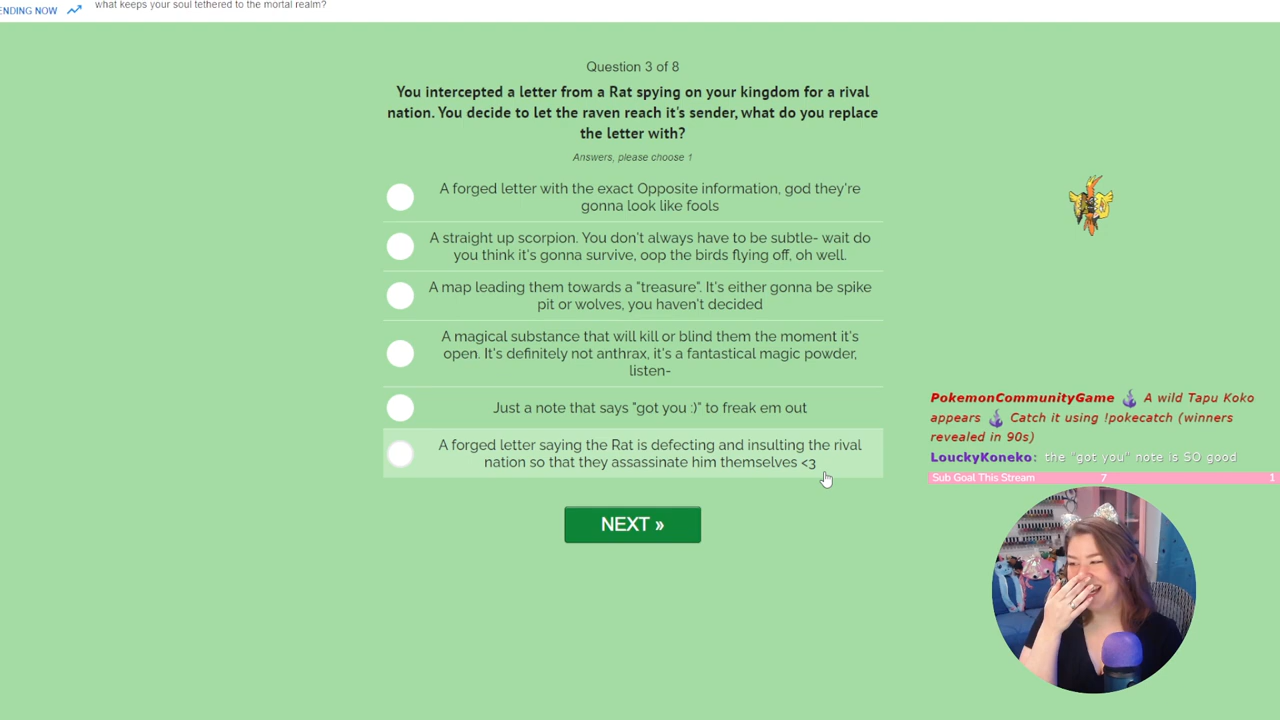 ENDING NOW
what keeps your soul tethered to the mortal realm?
Question 3 of 8
You intercepted a letter from a Rat spying on your kingdom for a rival
nation. You decide to let the raven reach it's sender, what do you replace
the letter with?
Answers, please choose 1
A forged letter with the exact Opposite information, god they're
gonna look like fools
A straight up scorpion. You don't always have to be subtle- wait do
you think it's gonna survive, oop the birds flying off, oh well.
A map leading them towards a "treasure". It's either gonna be spike
pit or wolves, you haven't decided
A magical substance that will kill or blind them the moment it's
open. It's definitely not anthrax, it's a fantastical magic powder,
listen-
Just a note that says "got you :)" to freak em out
A forged letter saying the Rat is defecting and insulting the rival
nation so that they assassinate him themselves <3
NEXT »
PokemonCommunityGame A wild Tapu Koko
appears Catch it using !pokecatch (winners
revealed in 90s)
LouckyKoneko: the "got you" note is SO good
Sub Goal This Stream 7 1